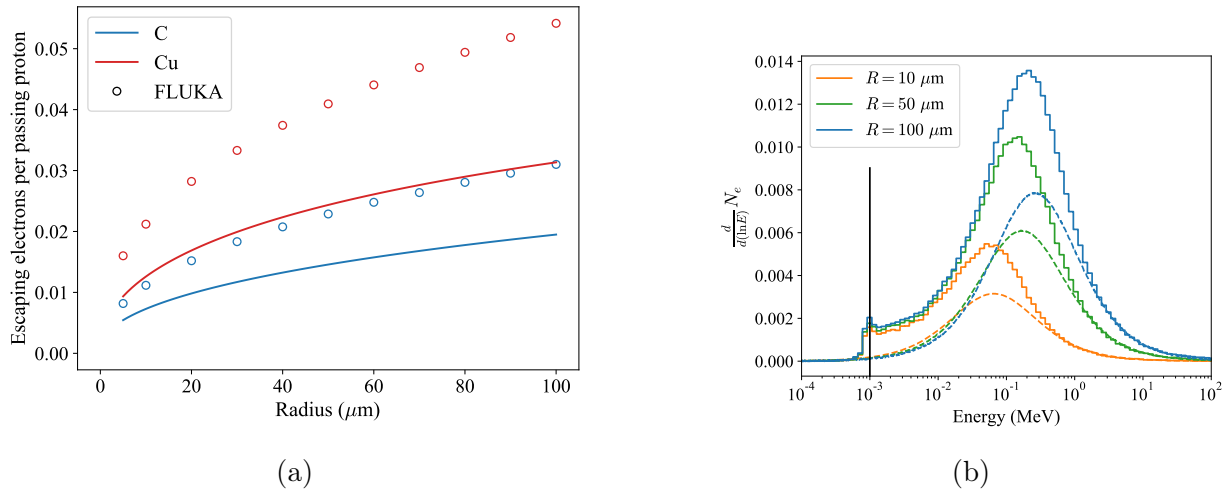 C
Cu
FLUKA
0.05
0.04
0.03
0.02
0.01
0.00
Escaping electrons per passing proton
0 20 40 60 80 100
Radius (μm)
(a)
R = 10 μm
R = 50 μm
R = 100 μm
0.014
0.012
0.010
0.008
0.006
0.004
0.002
0.000
d/d(lnE) N_e
10^-4 10^-3 10^-2 10^-1 10^0 10^1 10^2
Energy (MeV)
(b)